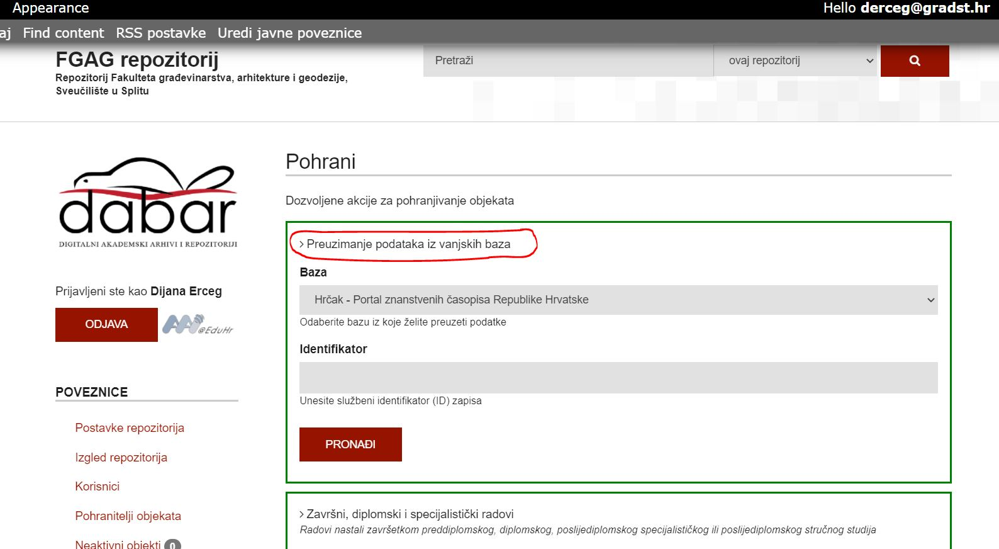 Appearance
Hello derceg@gradst.hr
aj Find content RSS postavke Uredi javne poveznice
FGAG repozitorij
Repozitorij Fakulteta građevinarstva, arhitekture i geodezije,
Sveučilište u Splitu
Pretraži
ovaj repozitorij
dabar
DIGITALNI AKADEMSKI ARHIVI I REPOZITORIJI
Prijavljeni ste kao Dijana Erceg
ODJAVA
AAI@EduHr
POVEZNICE
Postavke repozitorija
Izgled repozitorija
Korisnici
Pohranitelji objekata
Neaktivni objekti 0
Pohrani
Dozvoljene akcije za pohranjivanje objekata
Preuzimanje podataka iz vanjskih baza
Baza
Hrčak - Portal znanstvenih časopisa Republike Hrvatske
Odaberite bazu iz koje želite preuzeti podatke
Identifikator
Unesite službeni identifikator (ID) zapisa
PRONAĐI
Završni, diplomski i specijalistički radovi
Radovi nastali završetkom preddiplomskog, diplomskog, poslijediplomskog specijalističkog ili poslijediplomskog stručnog studija